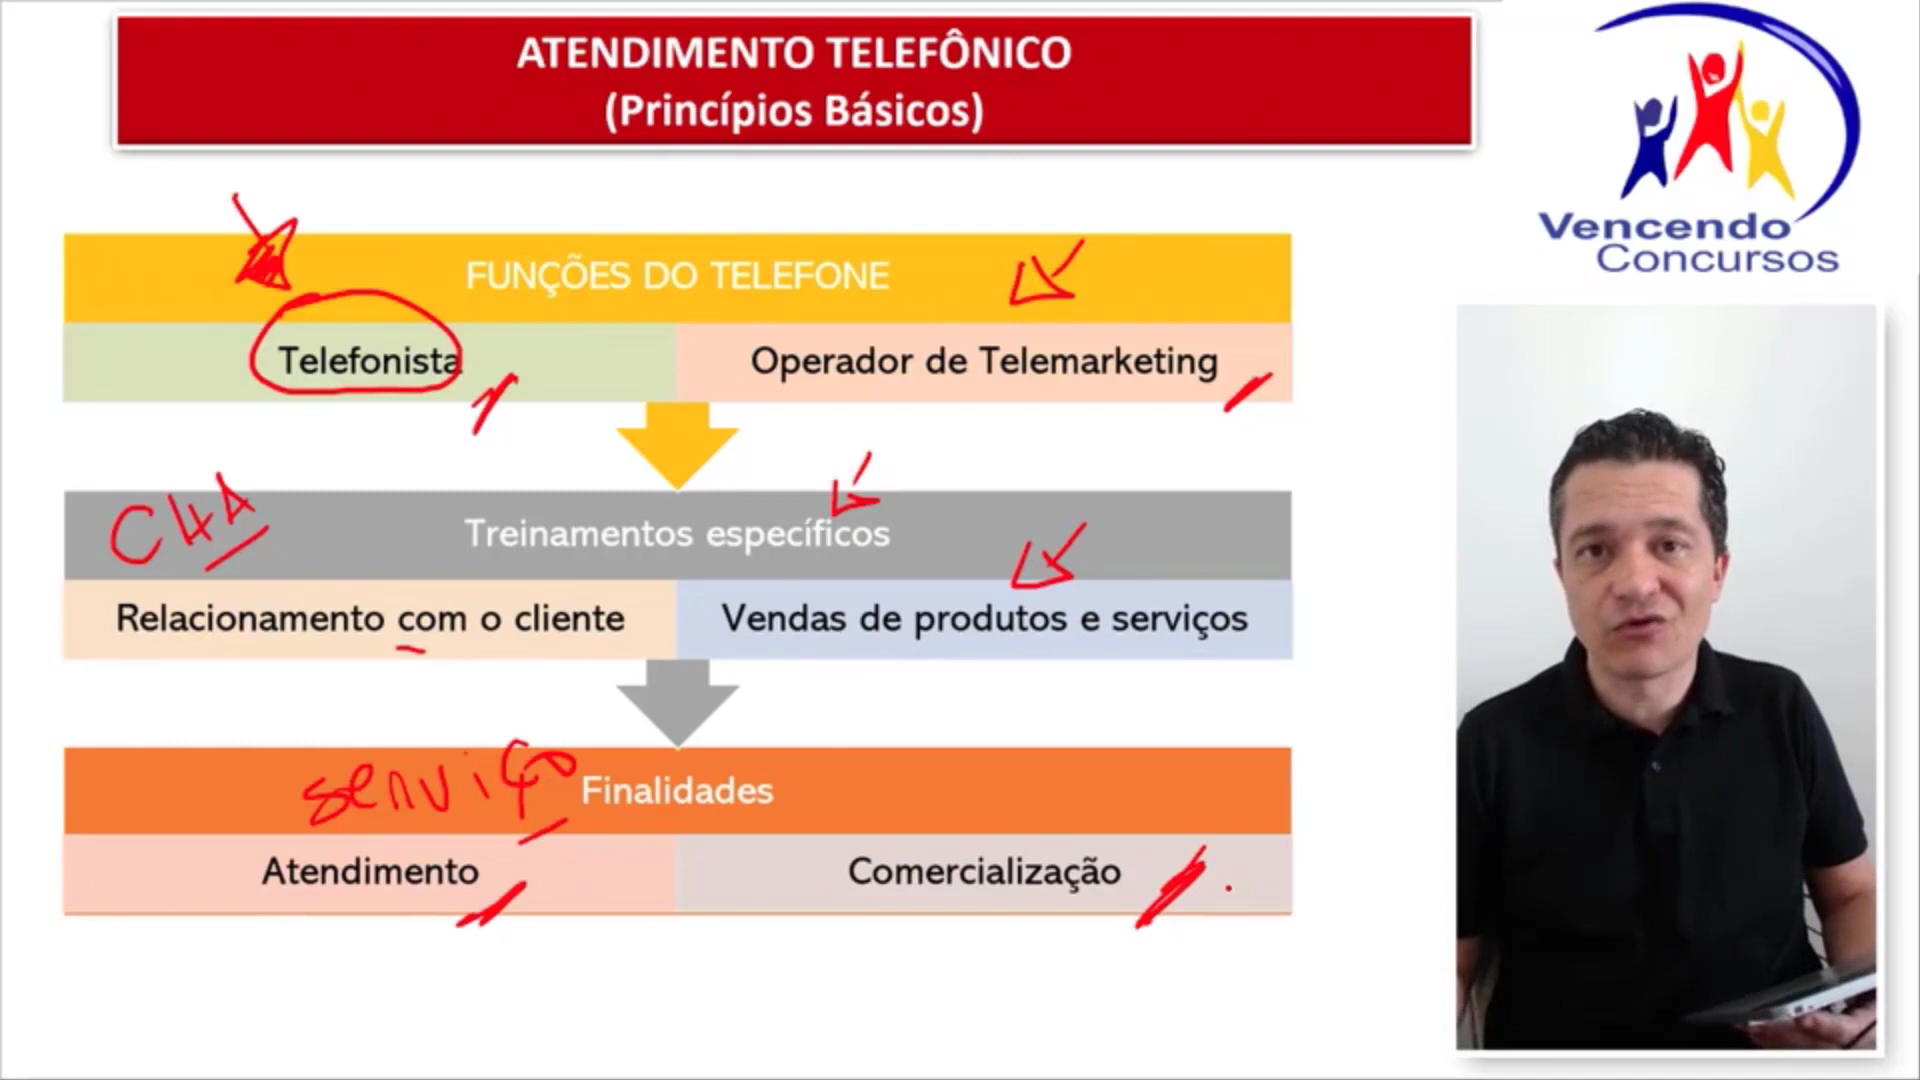 ATENDIMENTO TELEFÔNICO
(Princípios Básicos)
Vencendo
Concursos
FUNÇÕES DO TELEFONE
Telefonista
Operador de Telemarketing
CHA
Treinamentos específicos
Relacionamento com o cliente
Vendas de produtos e serviços
serviço
Finalidades
Atendimento
Comercialização